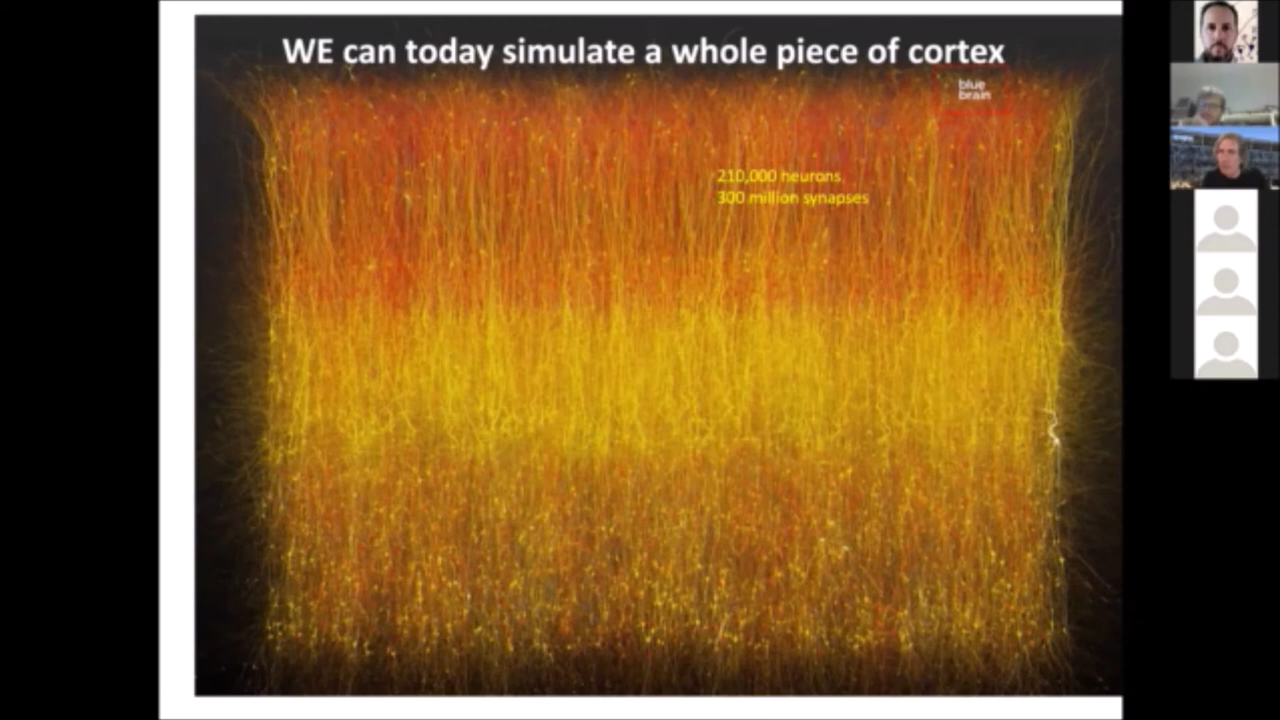 WE can today simulate a whole piece of cortex
blue
brain
210,000 neurons
300 million synapses